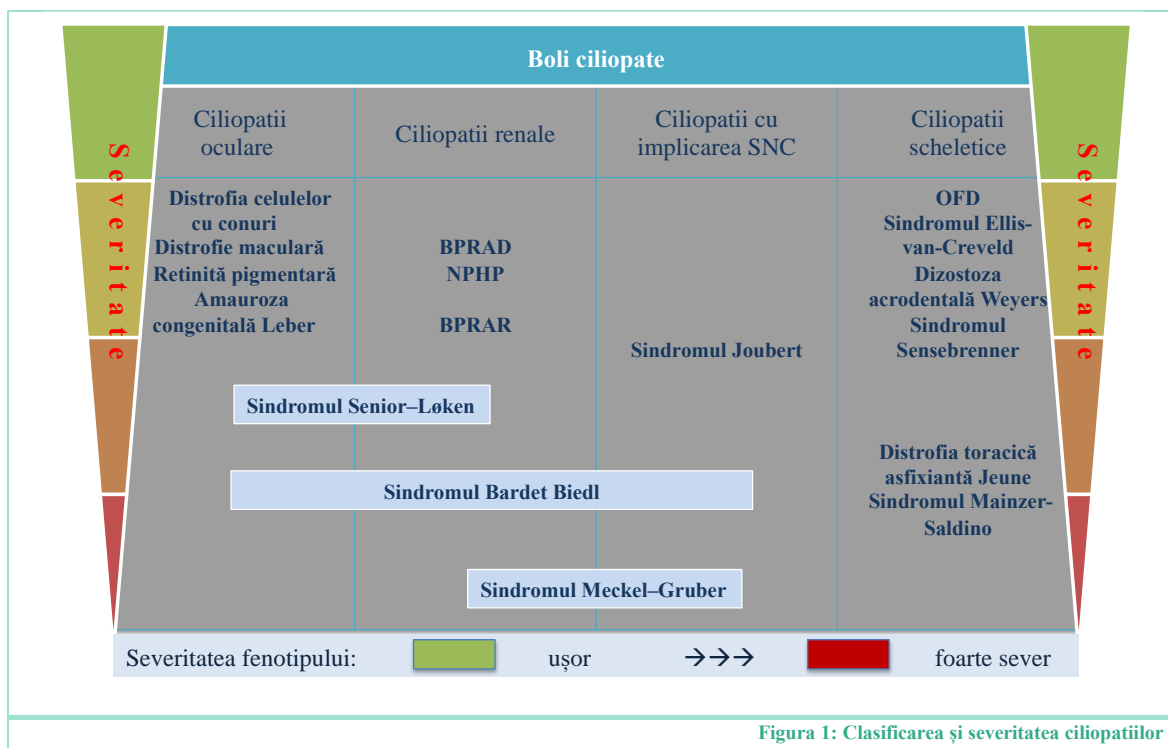 Boli ciliopate
Ciliopatii
oculare
Ciliopatii renale
Ciliopatii cu
implicarea SNC
Ciliopatii
scheletice
Severitate
Distrofia celulelor
cu conuri
Distrofie maculară
Retinită pigmentară
Amauroza
congenitală Leber
BPRAD
NPHP
BPRAR
Sindromul Joubert
OFD
Sindromul Ellis-
van-Creveld
Dizostoza
acrodentală Weyers
Sindromul
Sensebrenner
Severitate
Sindromul Senior–Løken
Sindromul Bardet Biedl
Distrofia toracică
asfixiantă Jeune
Sindromul Mainzer-
Saldino
Sindromul Meckel–Gruber
Severitatea fenotipului: ușor →→→ foarte sever
Figura 1: Clasificarea și severitatea ciliopatiilor